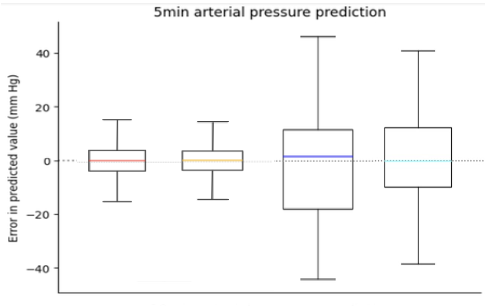 5min arterial pressure prediction
Error in predicted value (mm Hg)
40
20
0
−20
−40